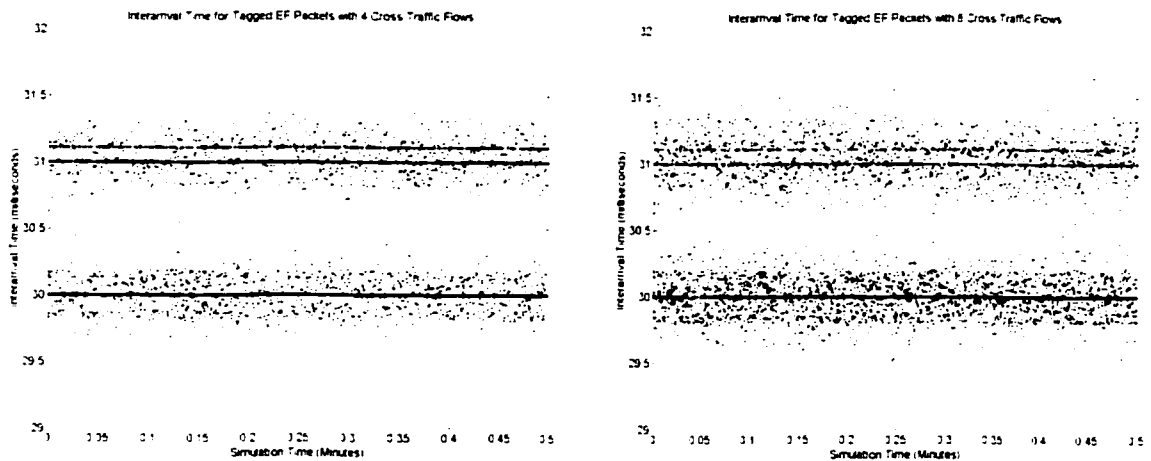 Interarrival Time for Tagged EF Packets with 4 Cross Traffic Flows
32
31.5
31
30.5
30
29.5
29
Interarrival Time (milliseconds)
0 0.05 0.1 0.15 0.2 0.25 0.3 0.35 0.4 0.45 0.5
Simulation Time (Minutes)
Interarrival Time for Tagged EF Packets with 8 Cross Traffic Flows
32
31.5
31
30.5
30
29.5
29
Interarrival Time (milliseconds)
0 0.05 0.1 0.15 0.2 0.25 0.3 0.35 0.4 0.45 0.5
Simulation Time (Minutes)